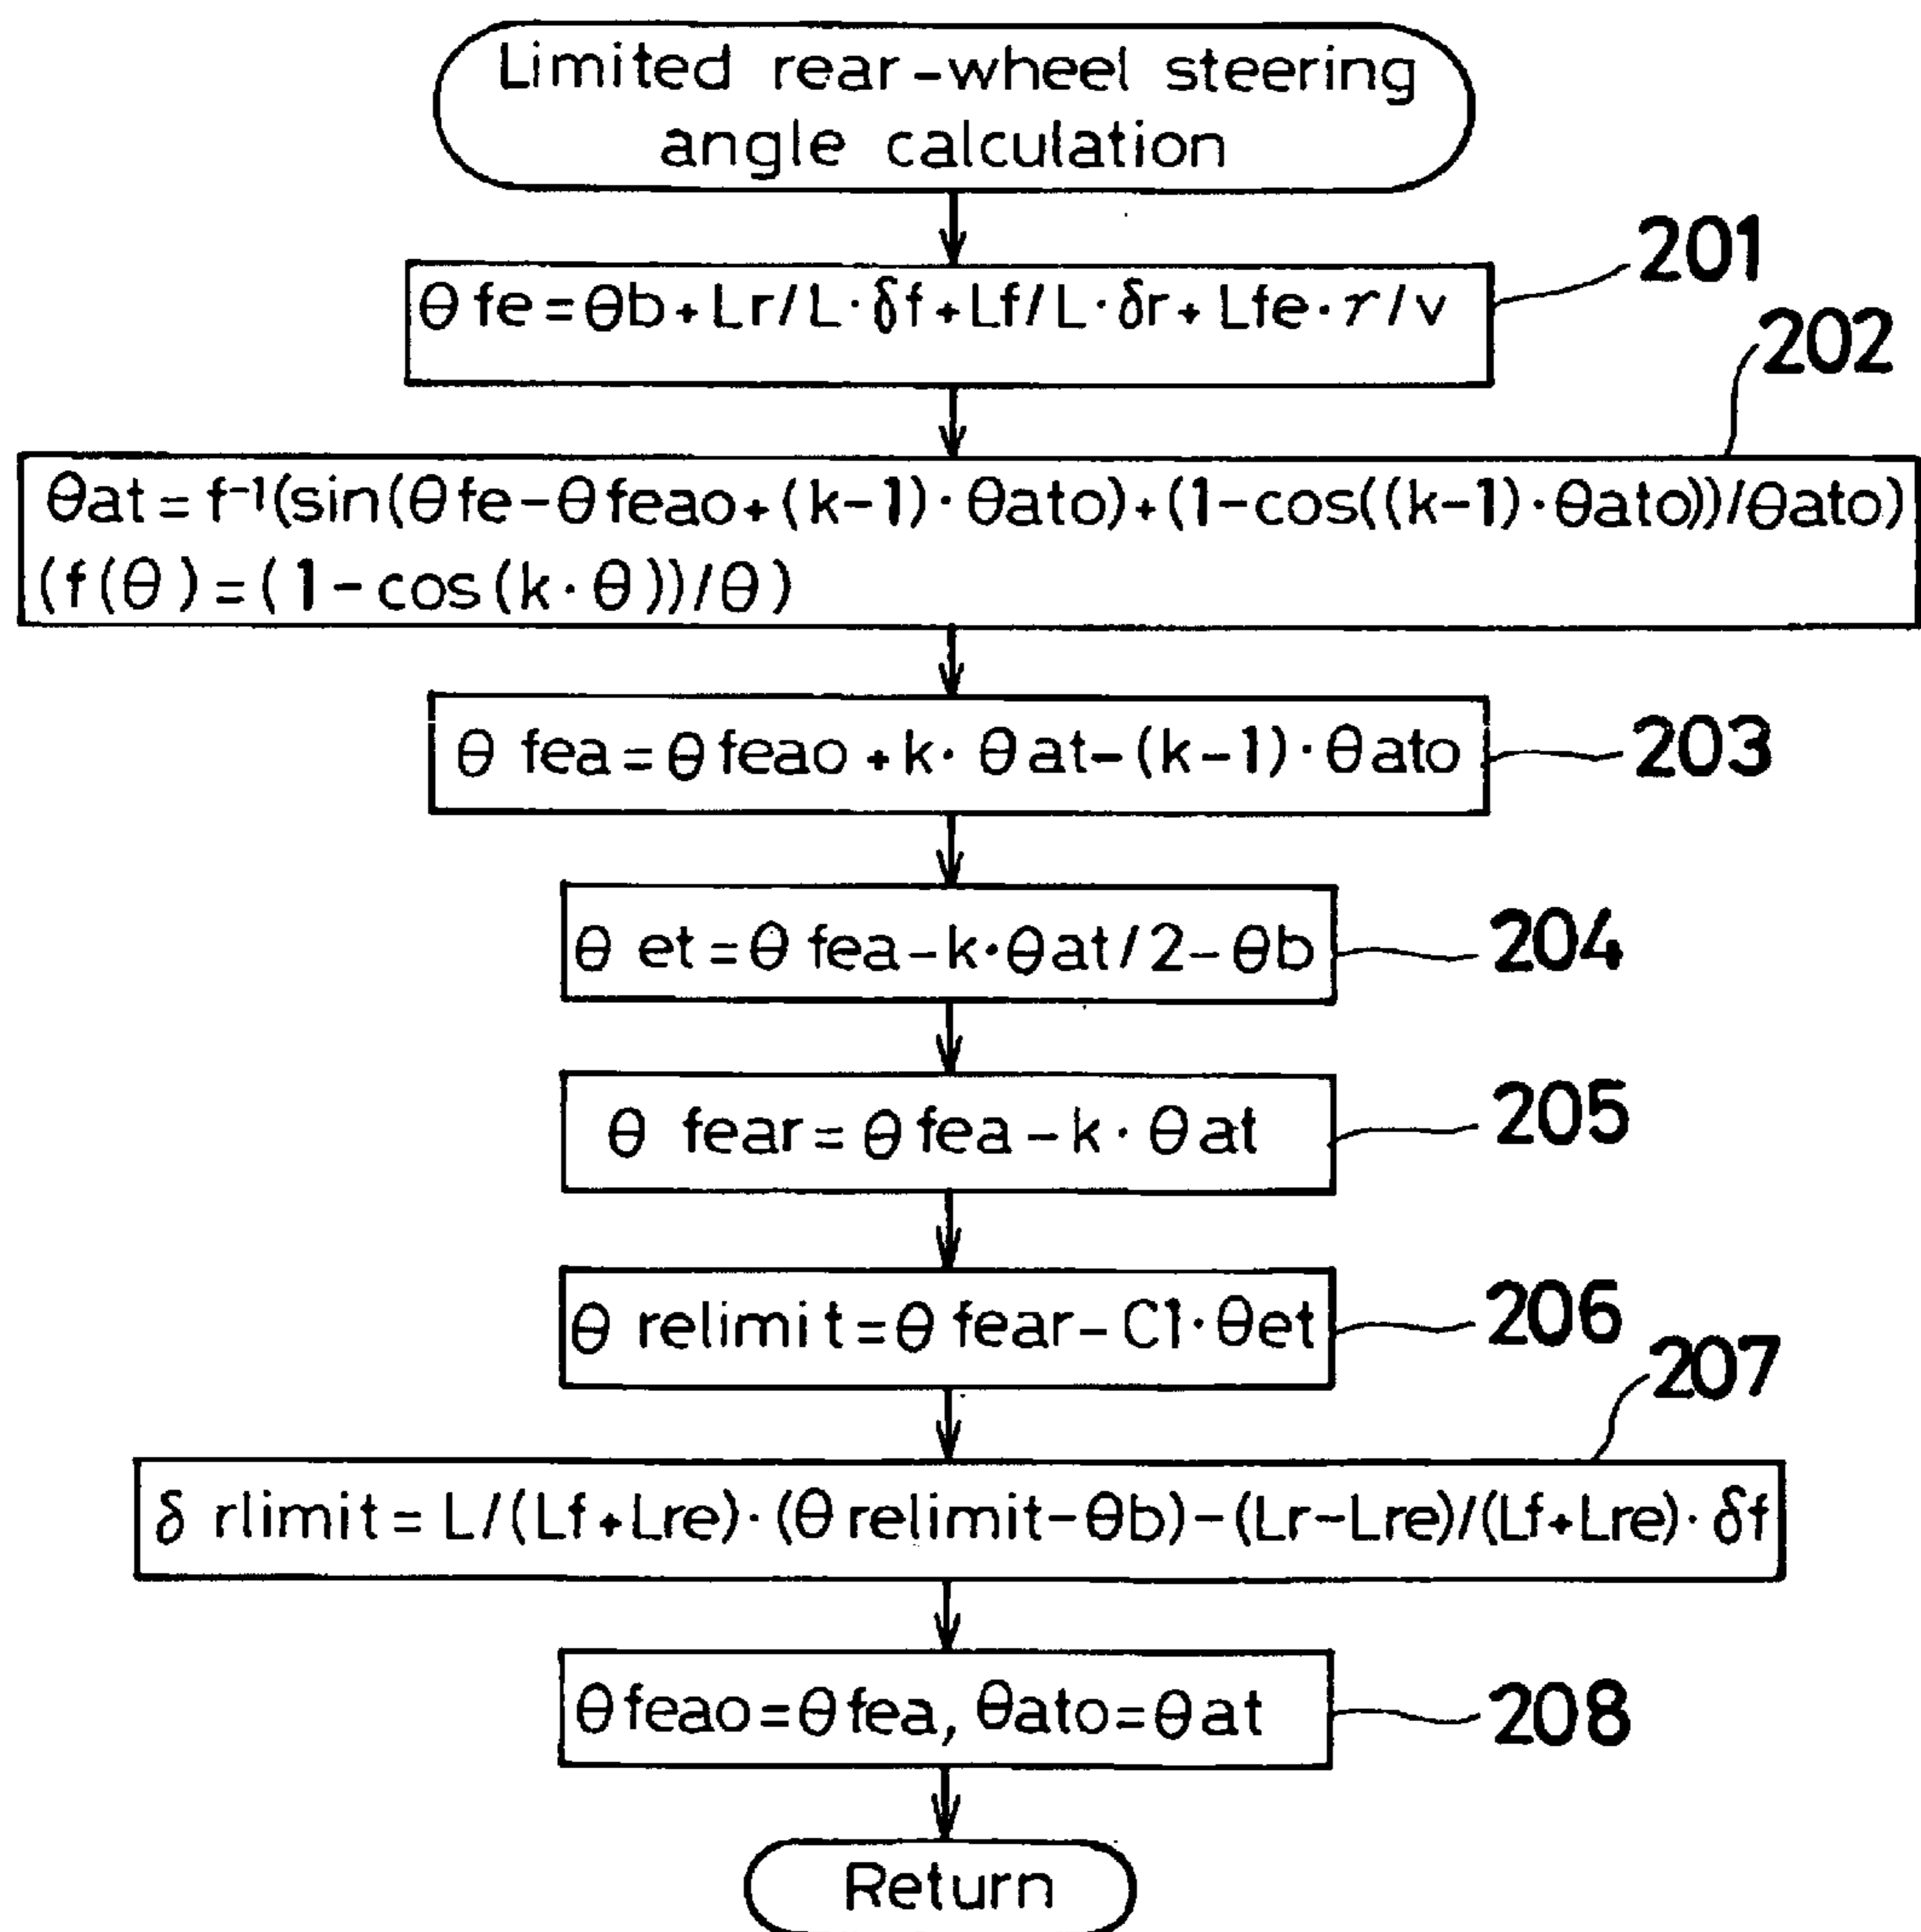 Limited rear-wheel steering
angle calculation
201
θfe=θb+Lr/L·δf+Lf/L·δr+Lfe·r/v
202
θat=f⁻¹(sin(θfe-θfeao+(k-1)·θato)+(1-cos((k-1)·θato))/θato)
(f(θ)=(1-cos(k·θ))/θ)
θ fea=θfeao+k·θat-(k-1)·θato
203
θ et=θ fea-k·θat/2-θb
204
θ fear=θfea-k·θat
205
θ relimit=θ fear-C1·θet
206
207
δ rlimit=L/(Lf+Lre)·(θrelimit-θb)-(Lr-Lre)/(Lf+Lre)·δf
θfeao=θfea, θato=θat
208
Return